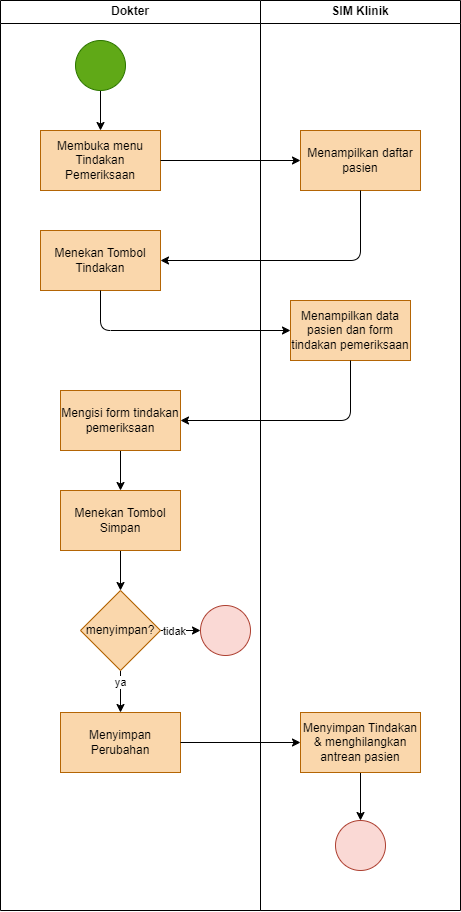 Dokter
SIM Klinik
Membuka menu
Tindakan
Pemeriksaan
Menampilkan daftar
pasien
Menekan Tombol
Tindakan
Menampilkan data
pasien dan form
tindakan pemeriksaan
Mengisi form tindakan
pemeriksaan
Menekan Tombol
Simpan
menyimpan?
tidak
ya
Menyimpan
Perubahan
Menyimpan Tindakan
& menghilangkan
antrean pasien